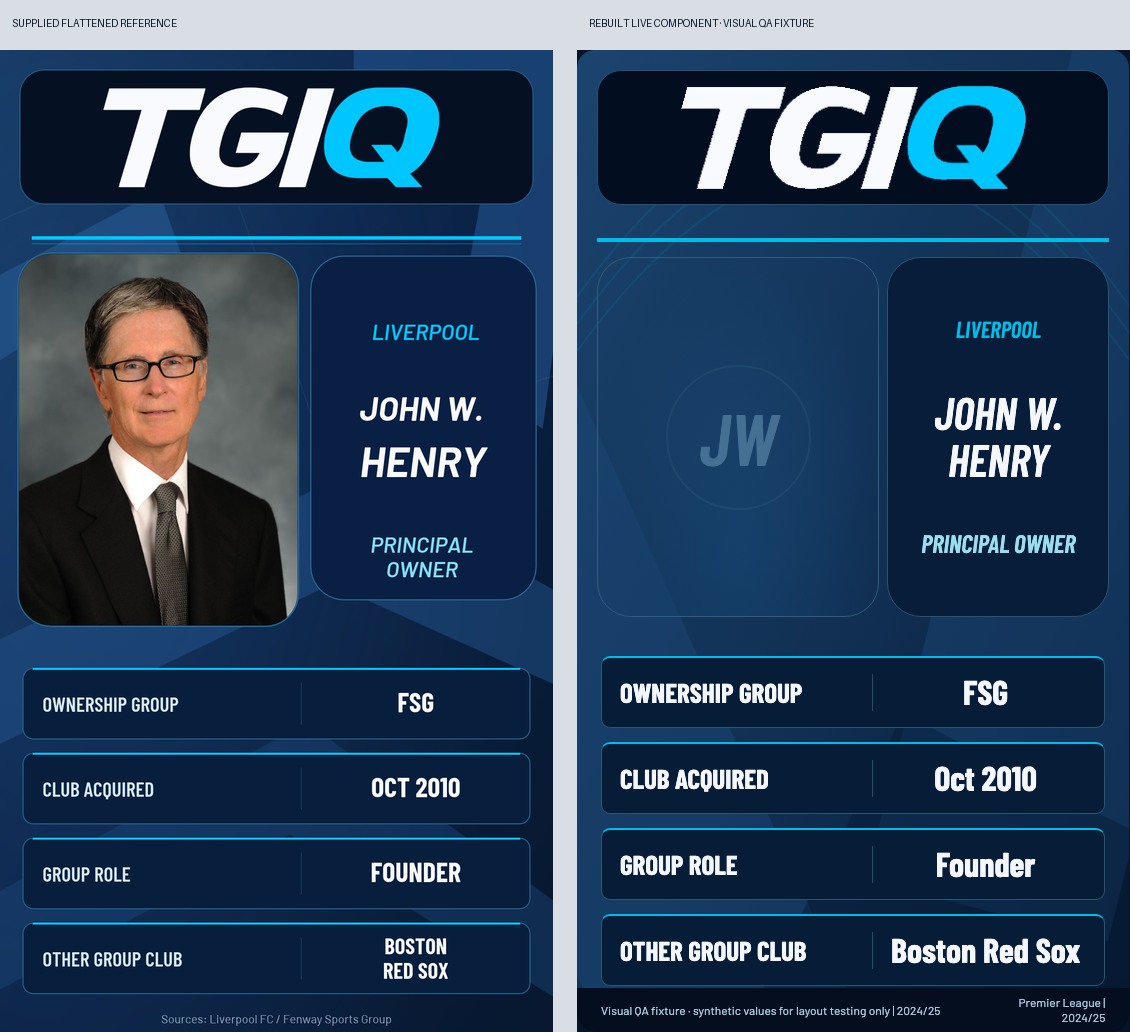 SUPPLIED FLATTENED REFERENCE
TGIQ
LIVERPOOL
JOHN W.
HENRY
PRINCIPAL
OWNER
OWNERSHIP GROUP
FSG
CLUB ACQUIRED
OCT 2010
GROUP ROLE
FOUNDER
OTHER GROUP CLUB
BOSTON
RED SOX
Sources: Liverpool FC / Fenway Sports Group
REBUILT LIVE COMPONENT · VISUAL QA FIXTURE
TGIQ
JW
LIVERPOOL
JOHN W.
HENRY
PRINCIPAL OWNER
OWNERSHIP GROUP
FSG
CLUB ACQUIRED
Oct 2010
GROUP ROLE
Founder
OTHER GROUP CLUB
Boston Red Sox
Visual QA fixture · synthetic values for layout testing only | 2024/25
Premier League |
2024/25